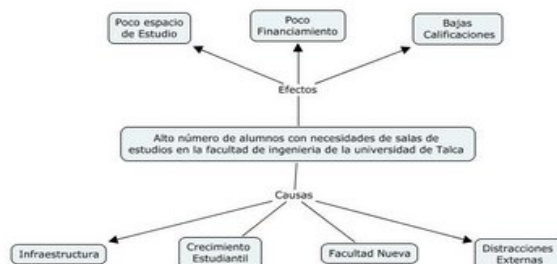 Poco espacio
de Estudio
Poco
Financiamiento
Bajas
Calificaciones
Efectos
Alto número de alumnos con necesidades de salas de
estudios en la facultad de ingenieria de la universidad de Talca
Causas
Infraestructura
Crecimiento
Estudiantil
Facultad Nueva
Distracciones
Externas